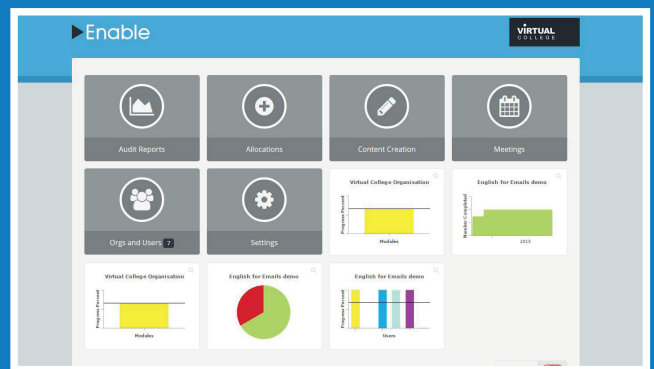 Enable
VIRTUAL
COLLEGE
Audit Reports
Allocations
Content Creation
Meetings
Orgs and Users 7
Settings
Virtual College Organisation
Progress Percent
Modules
English for Emails demo
Number Completed
2015
Virtual College Organisation
Progress Percent
Modules
English for Emails demo
English for Emails demo
Progress Percent
Users